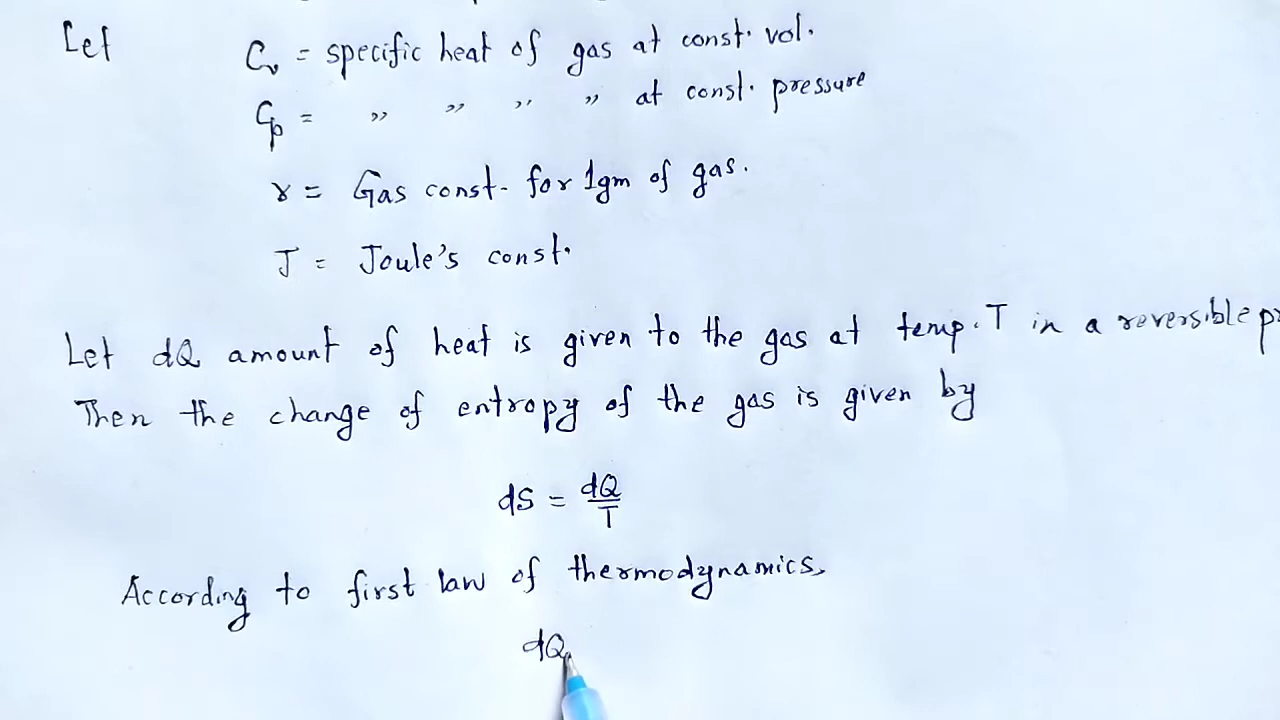 Let Cv = specific heat of gas at const. vol.
Cp = ,, ,, ,, ,, at const. pressure
r = Gas const. for 1gm of gas.
J = Joule's const.
Let dQ amount of heat is given to the gas at temp. T in a reversible pr
Then the change of entropy of the gas is given by
dS = dQ/T
According to first law of thermodynamics,
dQ